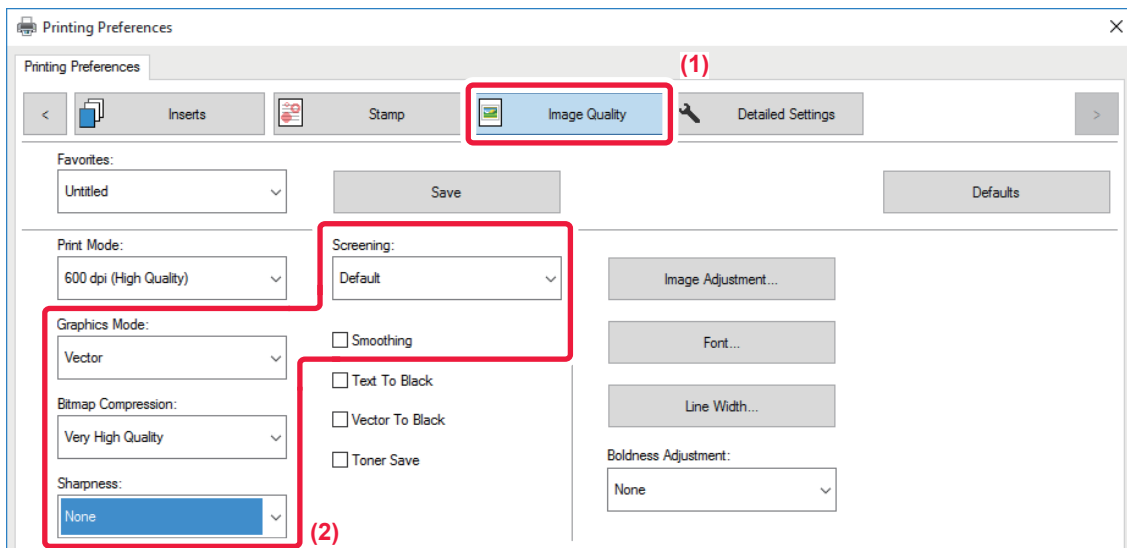 Printing Preferences
Printing Preferences
(1)
< Inserts Stamp Image Quality Detailed Settings >
Favorites:
Untitled Save Defaults
Print Mode: Screening:
600 dpi (High Quality) Default Image Adjustment...
Graphics Mode:
Vector Smoothing Font...
Text To Black
Bitmap Compression: Vector To Black Line Width...
Very High Quality
Toner Save Boldness Adjustment:
Sharpness:
None None
(2)